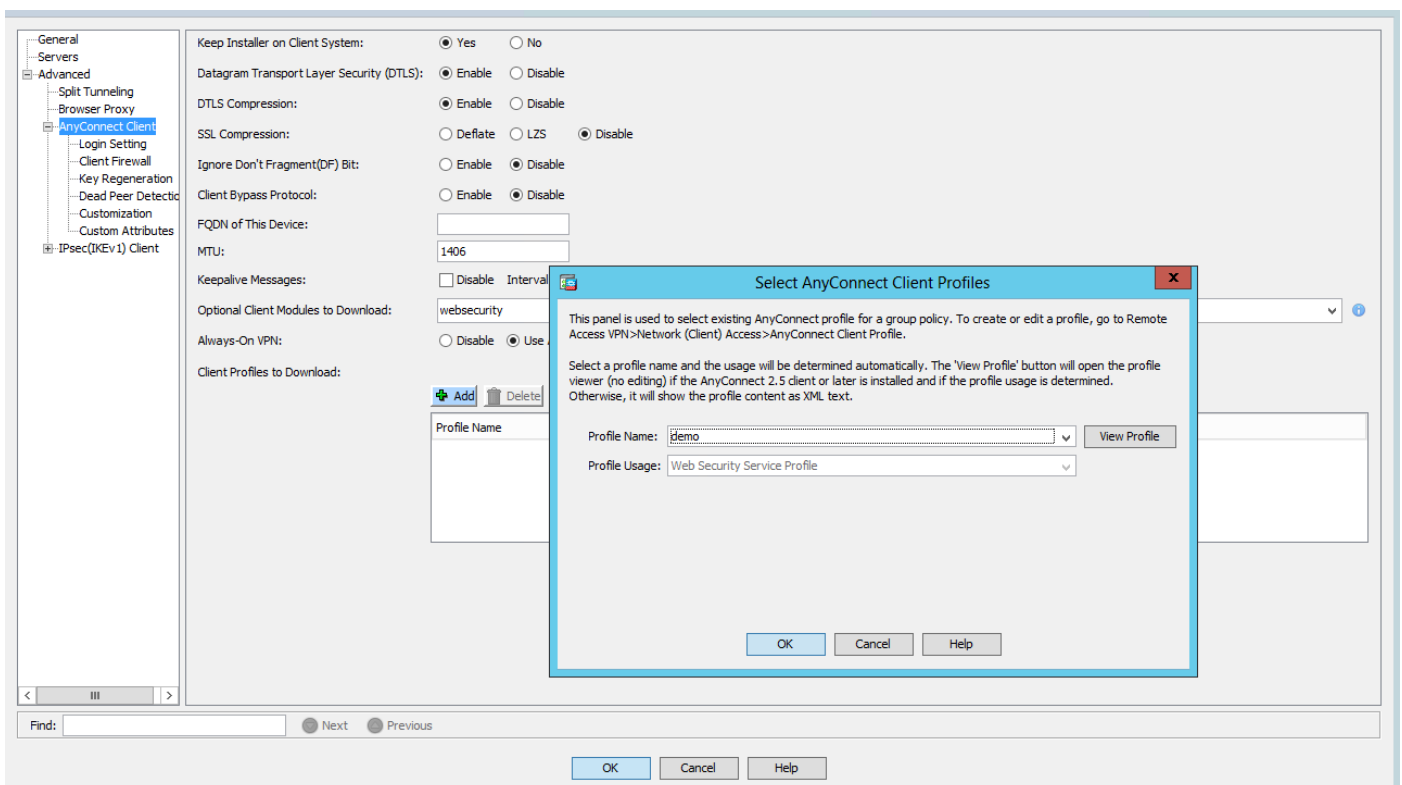 General
Servers
Advanced
Split Tunneling
Browser Proxy
AnyConnect Client
Login Setting
Client Firewall
Key Regeneration
Dead Peer Detectio
Customization
Custom Attributes
IPsec(IKEv1) Client
Keep Installer on Client System: Yes No
Datagram Transport Layer Security (DTLS): Enable Disable
DTLS Compression: Enable Disable
SSL Compression: Deflate LZS Disable
Ignore Don't Fragment(DF) Bit: Enable Disable
Client Bypass Protocol: Enable Disable
FQDN of This Device:
MTU: 1406
Keepalive Messages: Disable Interval
Optional Client Modules to Download: websecurity
Always-On VPN: Disable Use
Client Profiles to Download:
Add Delete
Profile Name
Select AnyConnect Client Profiles
X
This panel is used to select existing AnyConnect profile for a group policy. To create or edit a profile, go to Remote
Access VPN>Network (Client) Access>AnyConnect Client Profile.
Select a profile name and the usage will be determined automatically. The 'View Profile' button will open the profile
viewer (no editing) if the AnyConnect 2.5 client or later is installed and if the profile usage is determined.
Otherwise, it will show the profile content as XML text.
Profile Name: demo View Profile
Profile Usage: Web Security Service Profile
OK Cancel Help
Find: Next Previous
OK Cancel Help